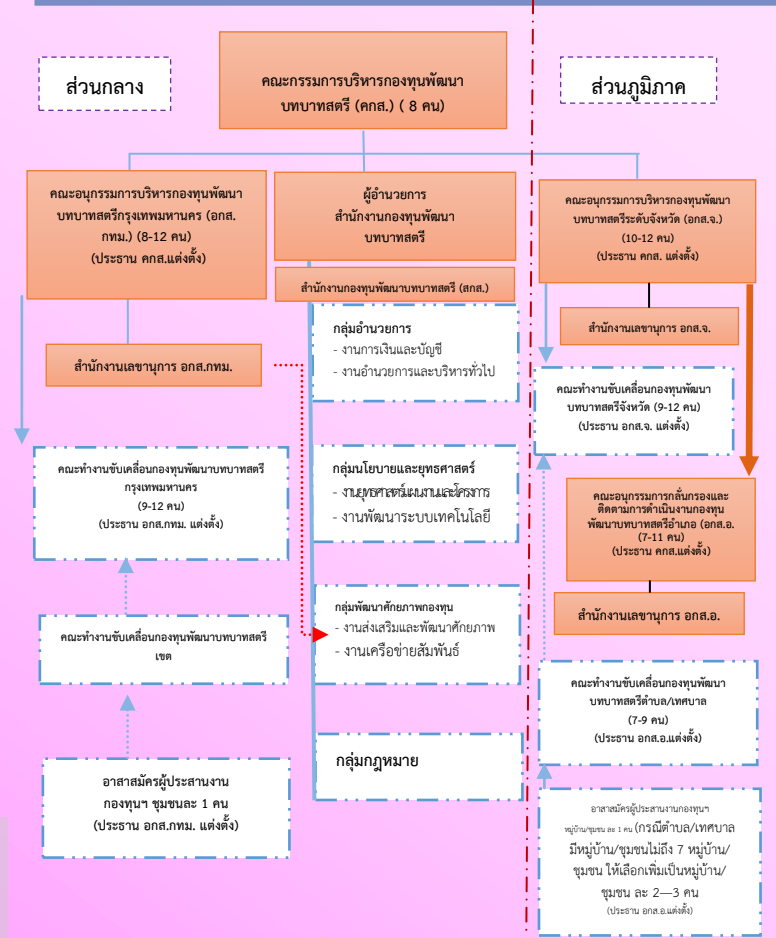 ส่วนกลาง
คณะกรรมการบริหารกองทุนพัฒนา
บทบาทสตรี (คกส.) ( 8 คน)
ส่วนภูมิภาค
คณะอนุกรรมการบริหารกองทุนพัฒนา
บทบาทสตรีกรุงเทพมหานคร (อกส.
กทม.) (8-12 คน)
(ประธาน คกส.แต่งตั้ง)
สำนักงานเลขานุการ อกส.กทม.
คณะทำงานขับเคลื่อนกองทุนพัฒนาบทบาทสตรี
กรุงเทพมหานคร
(9-12 คน)
(ประธาน อกส.กทม. แต่งตั้ง)
คณะทำงานขับเคลื่อนกองทุนพัฒนาบทบาทสตรี
เขต
อาสาสมัครผู้ประสานงาน
กองทุนฯ ชุมชนละ 1 คน
(ประธาน อกส.กทม. แต่งตั้ง)
ผู้อำนวยการ
สำนักงานกองทุนพัฒนา
บทบาทสตรี
สำนักงานกองทุนพัฒนาบทบาทสตรี (สกส.)
กลุ่มอำนวยการ
- งานการเงินและบัญชี
- งานอำนวยการและบริหารทั่วไป
กลุ่มนโยบายและยุทธศาสตร์
- งานยุทธศาสตร์แผนงานและโครงการ
- งานพัฒนาระบบเทคโนโลยี
กลุ่มพัฒนาศักยภาพกองทุน
- งานส่งเสริมและพัฒนาศักยภาพ
- งานเครือข่ายสัมพันธ์
กลุ่มกฎหมาย
คณะอนุกรรมการบริหารกองทุนพัฒนา
บทบาทสตรีระดับจังหวัด (อกส.จ.)
(10-12 คน)
(ประธาน คกส. แต่งตั้ง)
สำนักงานเลขานุการ อกส.จ.
คณะทำงานขับเคลื่อนกองทุนพัฒนา
บทบาทสตรีจังหวัด (9-12 คน)
(ประธาน อกส.จ. แต่งตั้ง)
คณะอนุกรรมการกลั่นกรองและ
ติดตามการดำเนินงานกองทุน
พัฒนาบทบาทสตรีอำเภอ (อกส.อ.)
(7-11 คน)
(ประธาน คกส.แต่งตั้ง)
สำนักงานเลขานุการ อกส.อ.
คณะทำงานขับเคลื่อนกองทุนพัฒนา
บทบาทสตรีตำบล/เทศบาล
(7-9 คน)
(ประธาน อกส.อ.แต่งตั้ง)
อาสาสมัครผู้ประสานงานกองทุนฯ
หมู่บ้าน/ชุมชน ละ 1 คน (กรณีตำบล/เทศบาล
มีหมู่บ้าน/ชุมชนไม่ถึง 7 หมู่บ้าน/
ชุมชน ให้เลือกเพิ่มเป็นหมู่บ้าน/
ชุมชน ละ 2—3 คน
(ประธาน อกส.อ.แต่งตั้ง)